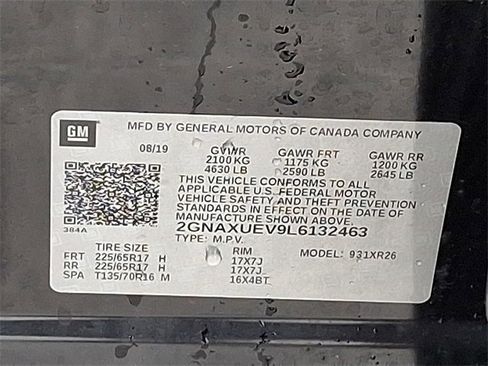 GM
MFD BY GENERAL MOTORS OF CANADA COMPANY
08/19 GVWR GAWR FRT GAWR RR
2100 KG 1175 KG 1200 KG
4630 LB 2590 LB 2645 LB
THIS VEHICLE CONFORMS TO ALL
APPLICABLE U.S. FEDERAL MOTOR
VEHICLE SAFETY, AND THEFT PREVENTION
STANDARDS IN EFFECT ON THE DATE OF
MANUFACTURE SHOWN ABOVE.
2GNAXUEV9L6132463
384A
TYPE: M.P.V. MODEL: 931XR26
TIRE SIZE RIM
FRT 225/65R17 H 17X7J
RR 225/65R17 H 17X7J
SPA T135/70R16 M 16X4BT